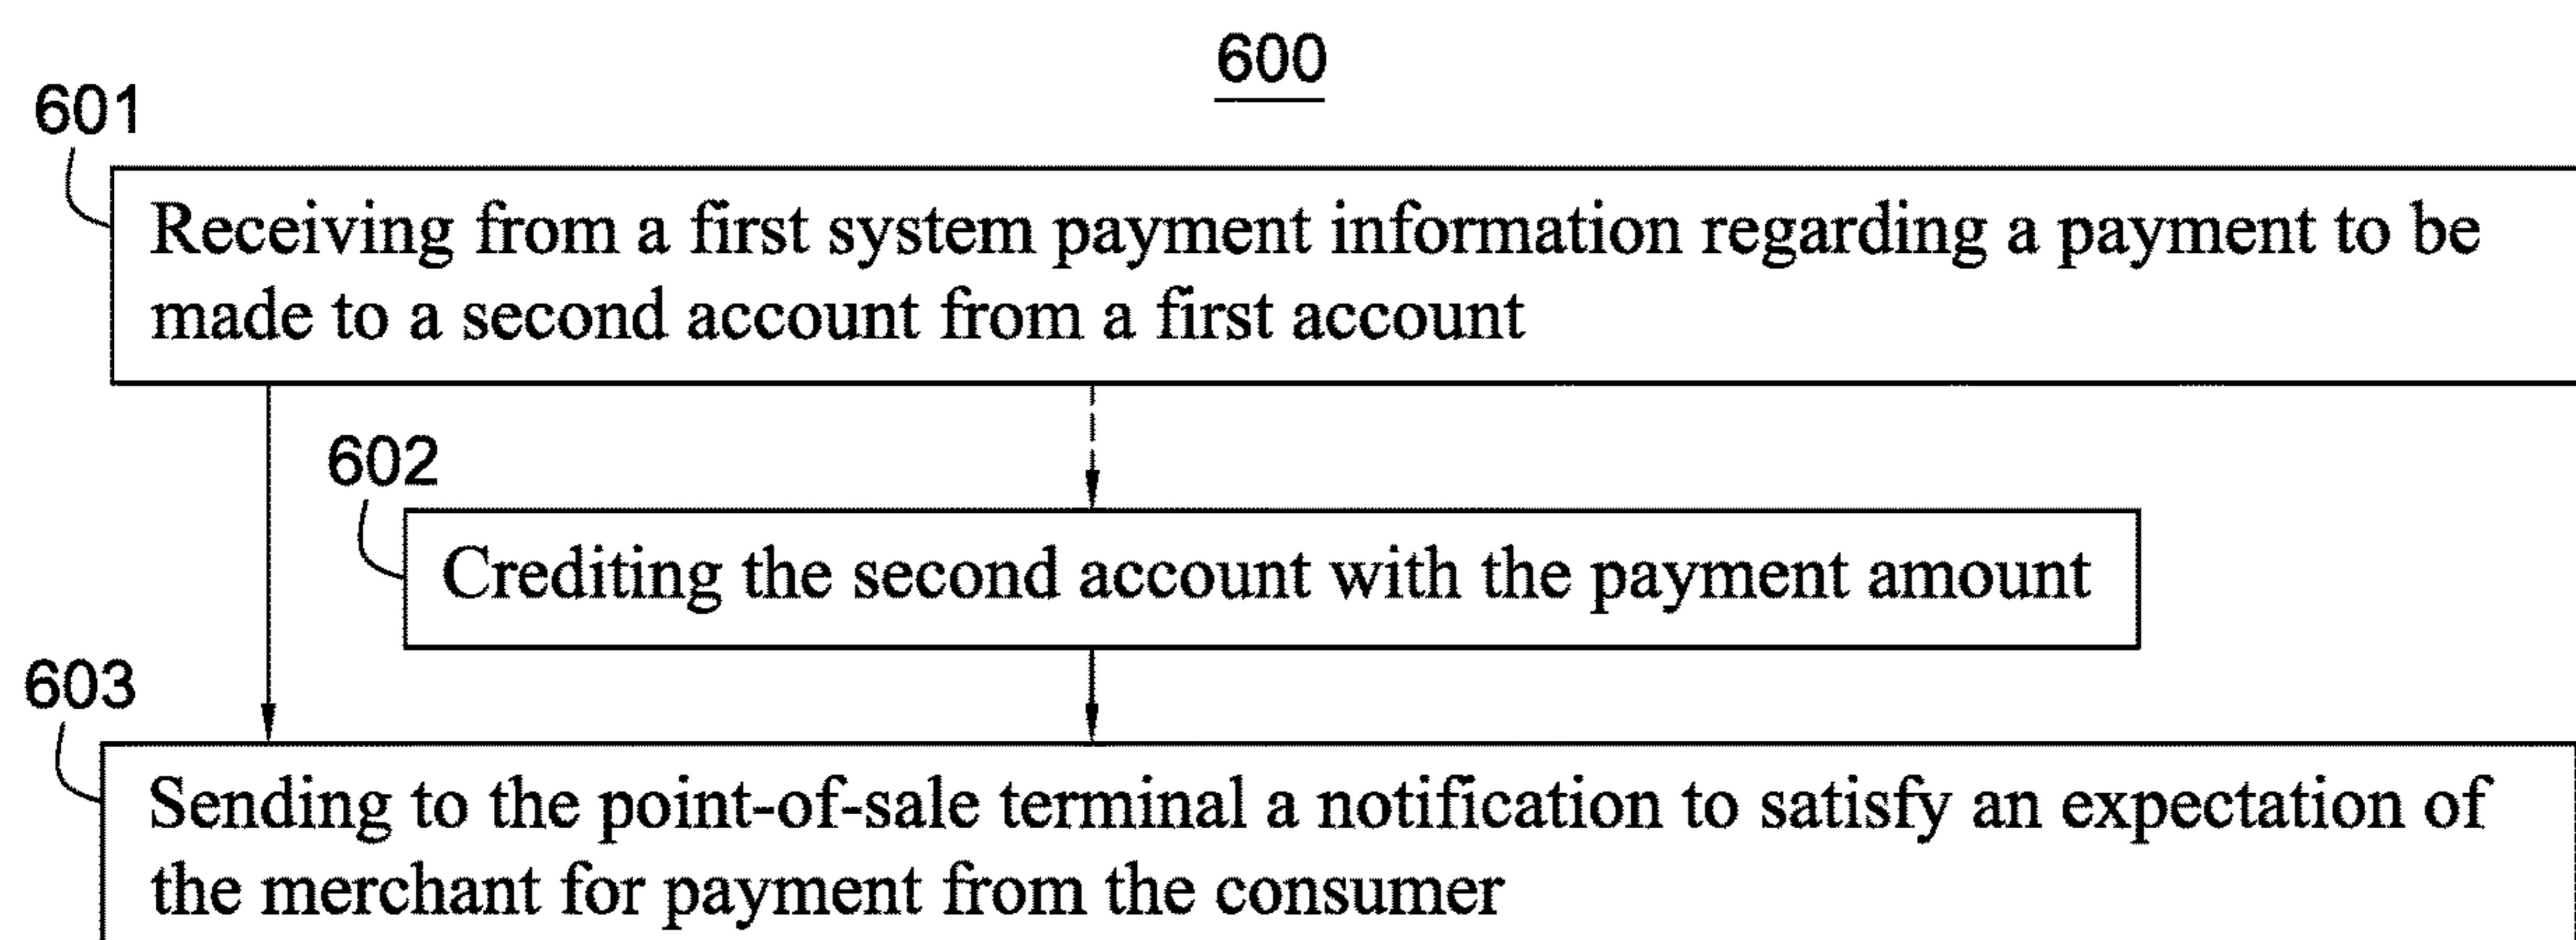 600
601
Receiving from a first system payment information regarding a payment to be
made to a second account from a first account
602
Crediting the second account with the payment amount
603
Sending to the point-of-sale terminal a notification to satisfy an expectation of
the merchant for payment from the consumer